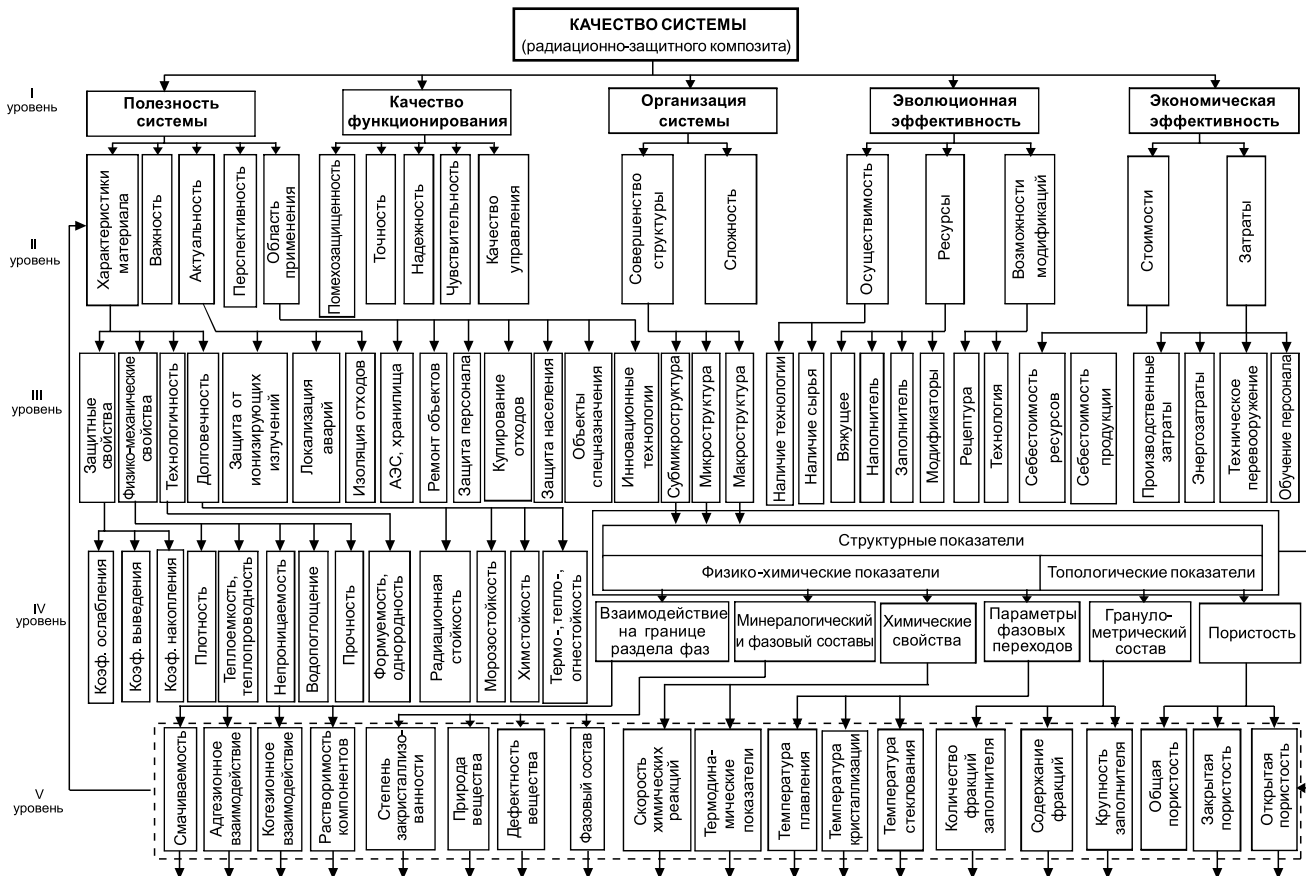 КАЧЕСТВО СИСТЕМЫ
(радиационно-защитного композита)
I
уровень
Полезность
системы
Качество
функционирования
Организация
системы
Эволюционная
эффективность
Экономическая
эффективность
II
уровень
Характеристики
материала
Важность
Актуальность
Перспективность
Область
применения
Помехозащищенность
Точность
Надежность
Чувствительность
Качество
управления
Совершенство
структуры
Сложность
Осуществимость
Ресурсы
Возможности
модификаций
Стоимости
Затраты
III
уровень
Защитные
свойства
Физико-механические
свойства
Технологичность
Долговечность
Защита от
ионизирующих
излучений
Локализация
аварий
Изоляция отходов
АЭС, хранилища
Ремонт объектов
Защита персонала
Купирование
отходов
Защита населения
Объекты
спецназначения
Инновационные
технологии
Субмикроструктура
Микроструктура
Макроструктура
Наличие технологии
Наличие сырья
Вяжущее
Наполнитель
Заполнитель
Модификаторы
Рецептура
Технология
Себестоимость
ресурсов
Себестоимость
продукции
Производственные
затраты
Энергозатраты
Техническое
перевооружение
Обучение персонала
Структурные показатели
Физико-химические показатели
Топологические показатели
IV
уровень
Коэф. ослабления
Коэф. выведения
Коэф. накопления
Плотность
Теплоемкость,
теплопроводность
Непроницаемость
Водопоглощение
Прочность
Формуемость,
однородность
Радиационная
стойкость
Морозостойкость
Химстойкость
Термо-, тепло-,
огнестойкость
Взаимодействие
на границе
раздела фаз
Минералогический
и фазовый составы
Химические
свойства
Параметры
фазовых
переходов
Грануло-
метрический
состав
Пористость
V
уровень
Смачиваемость
Адгезионное
взаимодействие
Когезионное
взаимодействие
Растворимость
компонентов
Степень
закристаллизо-
ванности
Природа
вещества
Дефектность
вещества
Фазовый состав
Скорость
химических
реакций
Термодина-
мические
показатели
Температура
плавления
Температура
кристаллизации
Температура
стеклования
Количество
фракций
заполнителя
Содержание
фракций
Крупность
заполнителя
Общая
пористость
Закрытая
пористость
Открытая
пористость